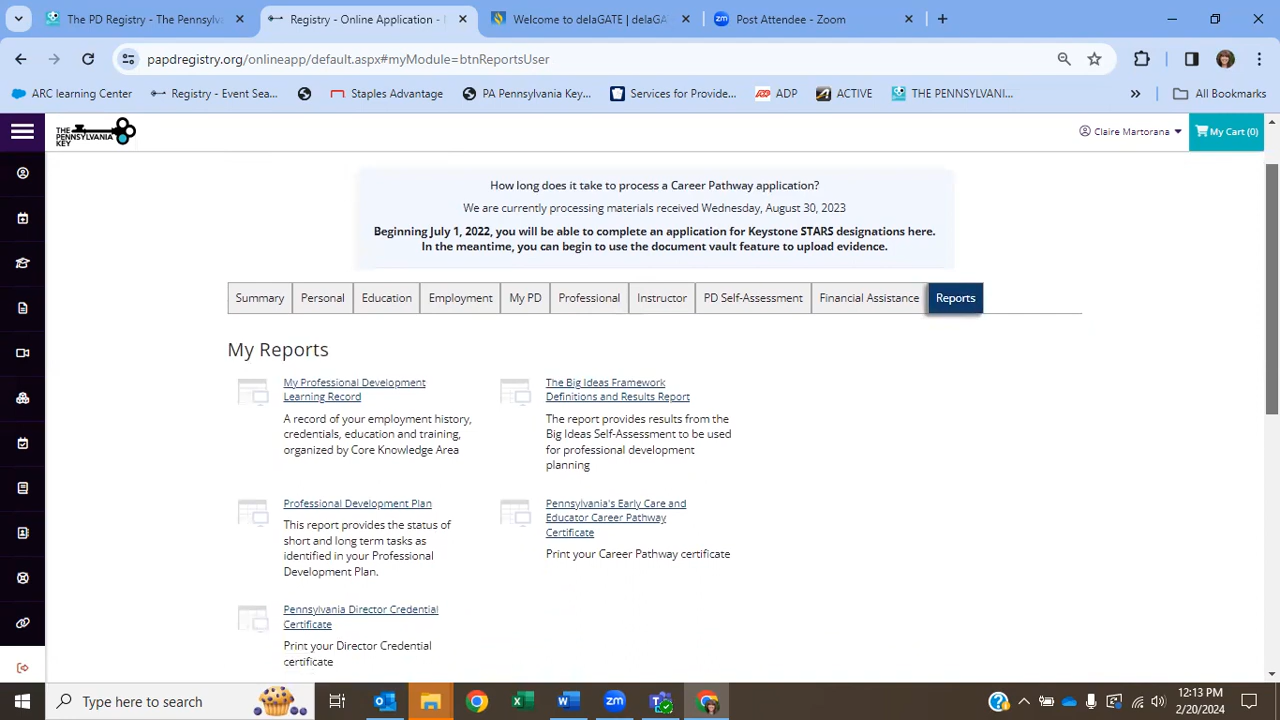 The PD Registry - The Pennsylv
Registry - Online Application -
Welcome to delaGATE | delaGA
Post Attendee - Zoom
papdregistry.org/onlineapp/default.aspx#myModule=btnReportsUser
ARC learning Center
Registry - Event Sea...
Staples Advantage
PA Pennsylvania Key...
Services for Provide...
ADP
ACTIVE
THE PENNSYLVANI...
All Bookmarks
THE PENNSYLVANIA KEY
Claire Martorana
My Cart (0)
How long does it take to process a Career Pathway application?
We are currently processing materials received Wednesday, August 30, 2023
Beginning July 1, 2022, you will be able to complete an application for Keystone STARS designations here.
In the meantime, you can begin to use the document vault feature to upload evidence.
Summary
Personal
Education
Employment
My PD
Professional
Instructor
PD Self-Assessment
Financial Assistance
Reports
My Reports
My Professional Development
Learning Record
A record of your employment history,
credentials, education and training,
organized by Core Knowledge Area
The Big Ideas Framework
Definitions and Results Report
The report provides results from the
Big Ideas Self-Assessment to be used
for professional development
planning
Professional Development Plan
This report provides the status of
short and long term tasks as
identified in your Professional
Development Plan.
Pennsylvania's Early Care and
Educator Career Pathway
Certificate
Print your Career Pathway certificate
Pennsylvania Director Credential
Certificate
Print your Director Credential
certificate
Type here to search
12:13 PM
2/20/2024